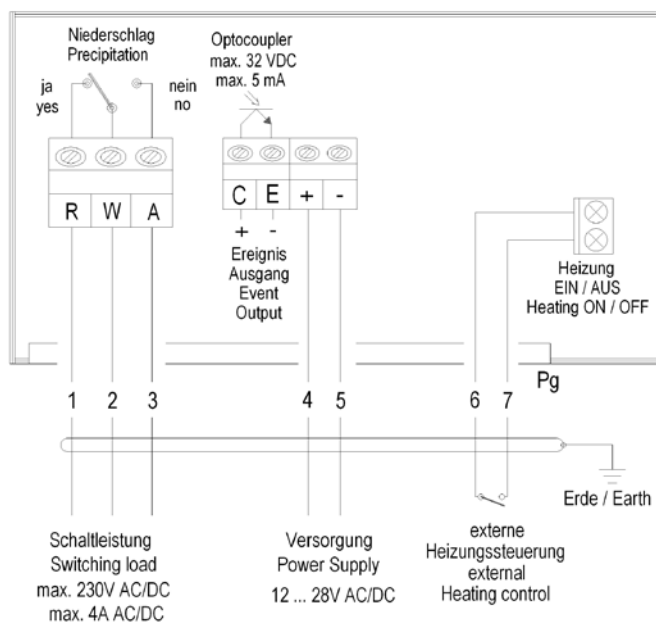 Niederschlag
Precipitation
ja
yes
nein
no
Optocoupler
max. 32 VDC
max. 5 mA
R W A
C E + -
+ -
Ereignis
Ausgang
Event
Output
Heizung
EIN / AUS
Heating ON / OFF
Pg
1 2 3 4 5 6 7
Erde / Earth
Schaltleistung
Switching load
max. 230V AC/DC
max. 4A AC/DC
Versorgung
Power Supply
12 ... 28V AC/DC
externe
Heizungssteuerung
external
Heating control